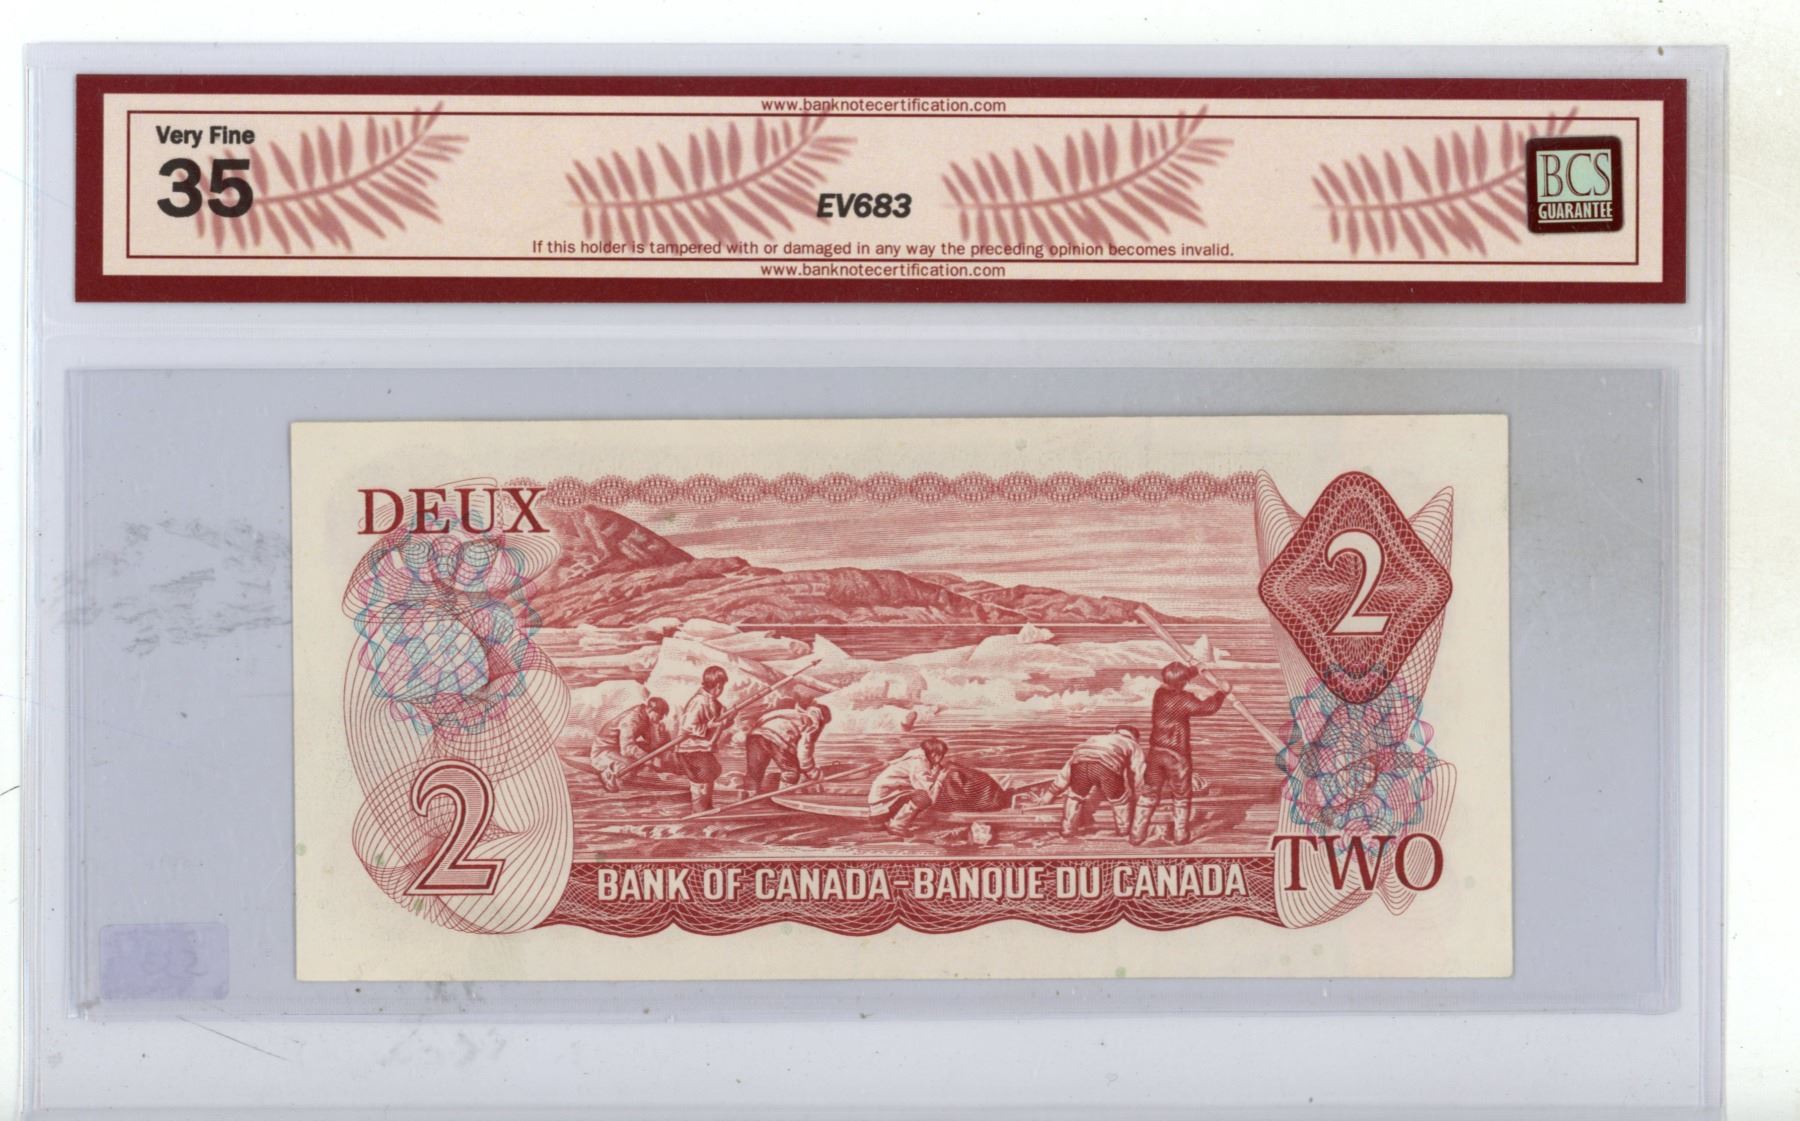 www.banknotecertification.com
Very Fine
35
EV683
BCS
GUARANTEE
If this holder is tampered with or damaged in any way the preceding opinion becomes invalid.
www.banknotecertification.com
DEUX
2
2
TWO
BANK OF CANADA-BANQUE DU CANADA